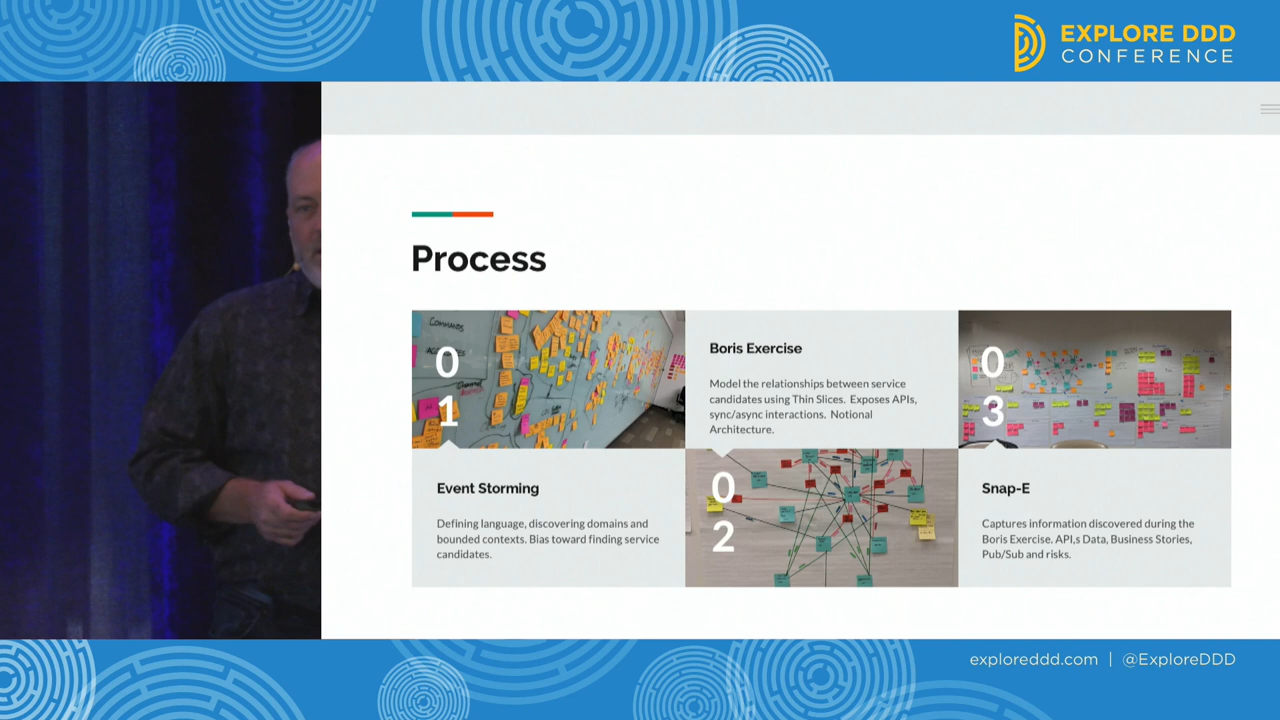 EXPLORE DDD
CONFERENCE
Process
0
1
Event Storming
Defining language, discovering domains and
bounded contexts. Bias toward finding service
candidates.
Boris Exercise
Model the relationships between service
candidates using Thin Slices. Exposes APIs,
sync/async interactions. Notional
Architecture.
0
2
0
3
Snap-E
Captures information discovered during the
Boris Exercise. API,s Data, Business Stories,
Pub/Sub and risks.
exploreddd.com | @ExploreDDD